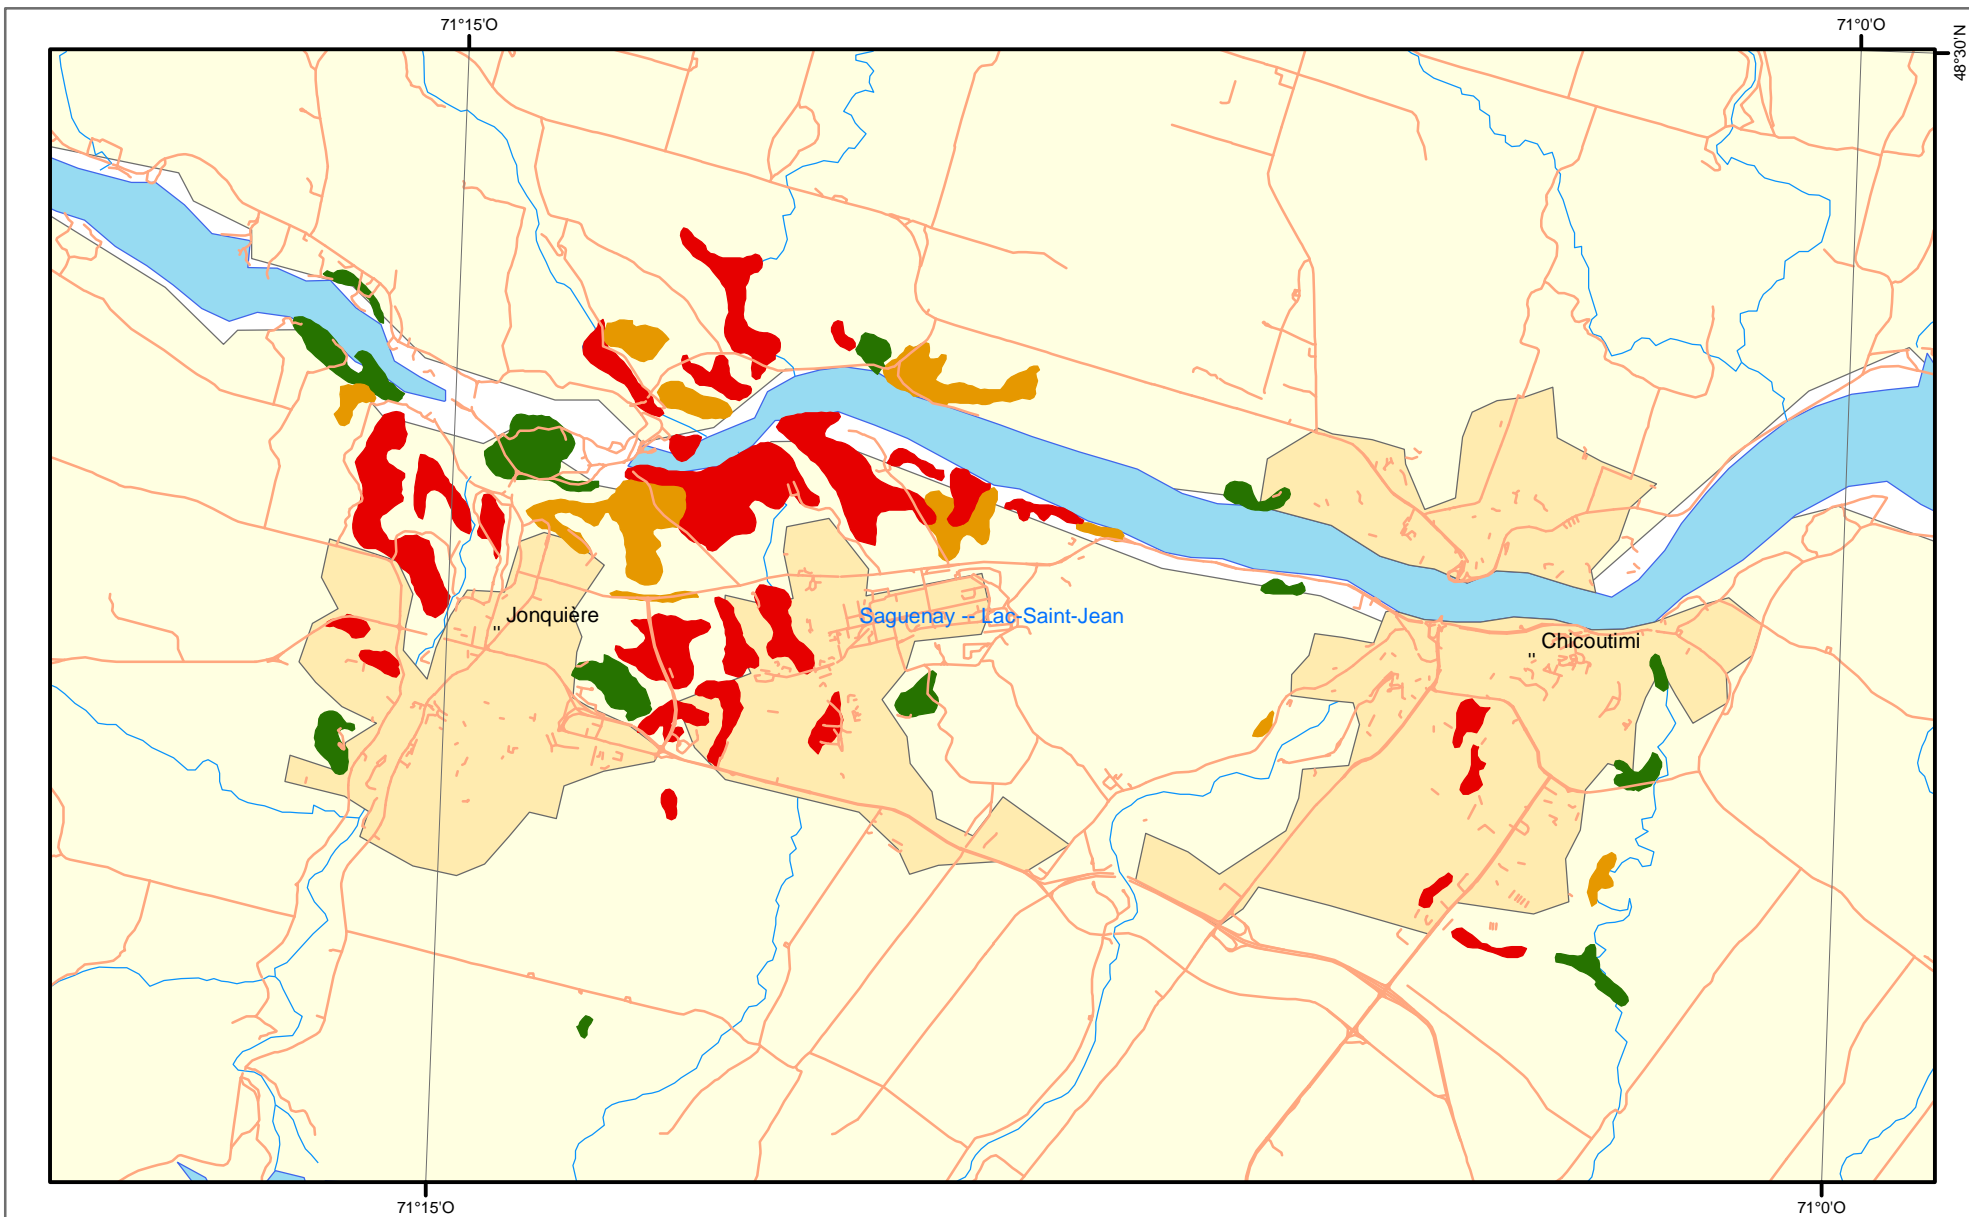 71°15'O
71°0'O
48°30'N
Jonquière
"
Saguenay -- Lac-Saint-Jean
Chicoutimi
"
71°15'O
71°0'O